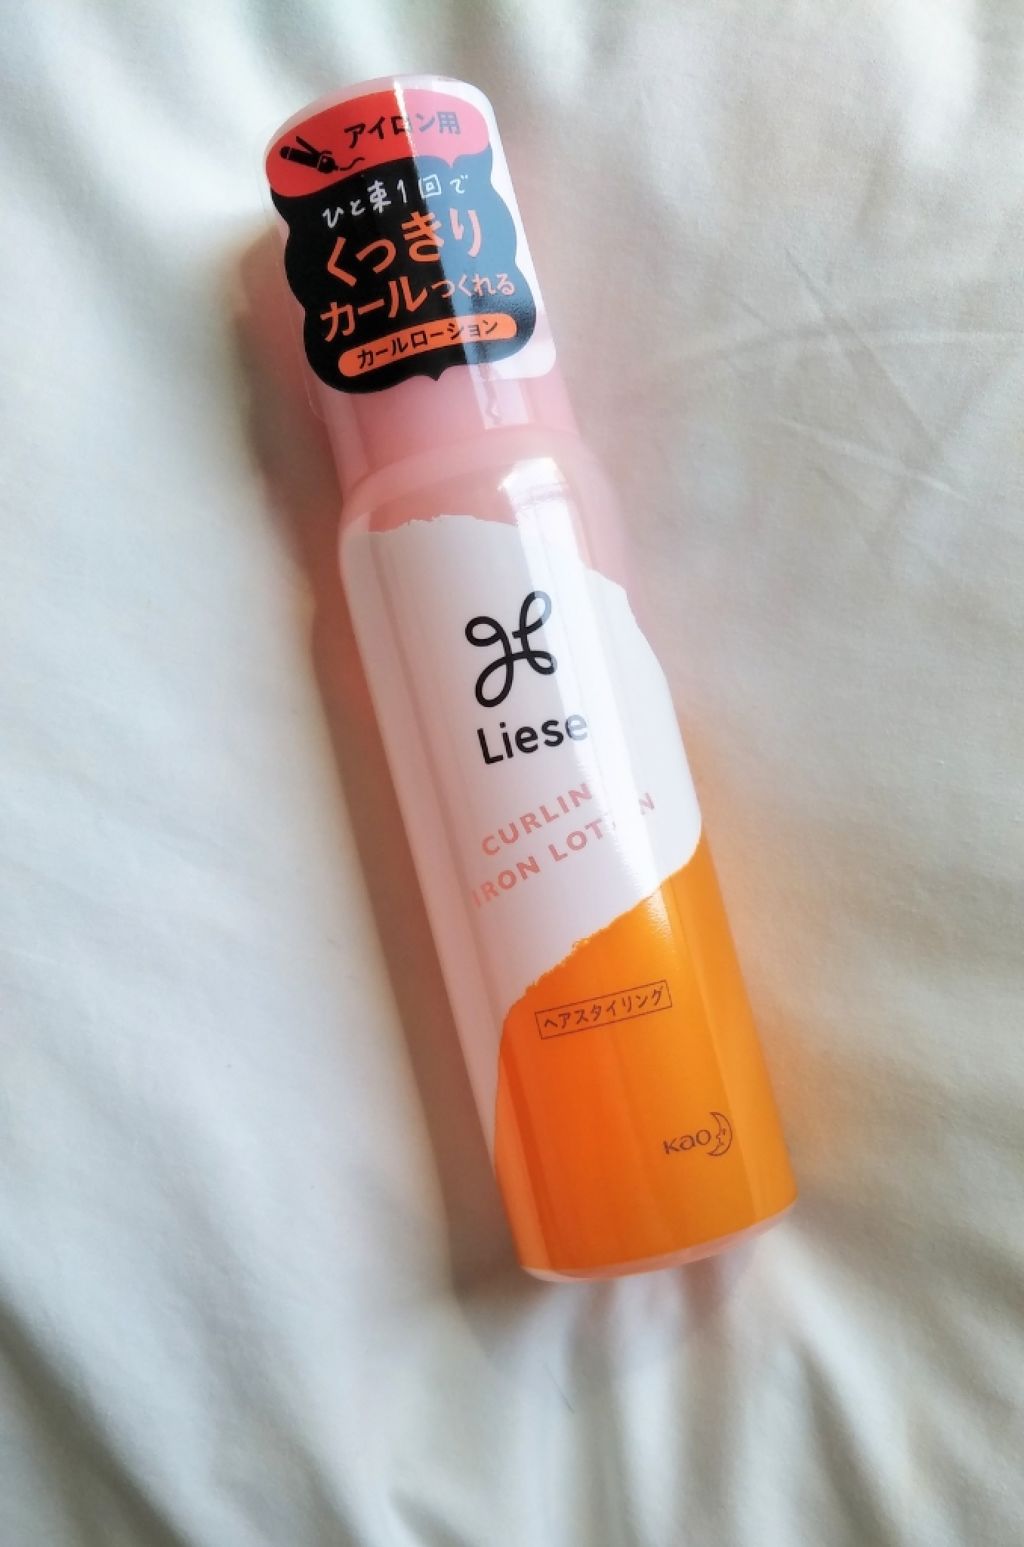 アイロン用
ひと束1回で
くっきり
カールつくれる
カールローション
Liese
CURLING
IRON LOTION
ヘアスタイリング
Kao